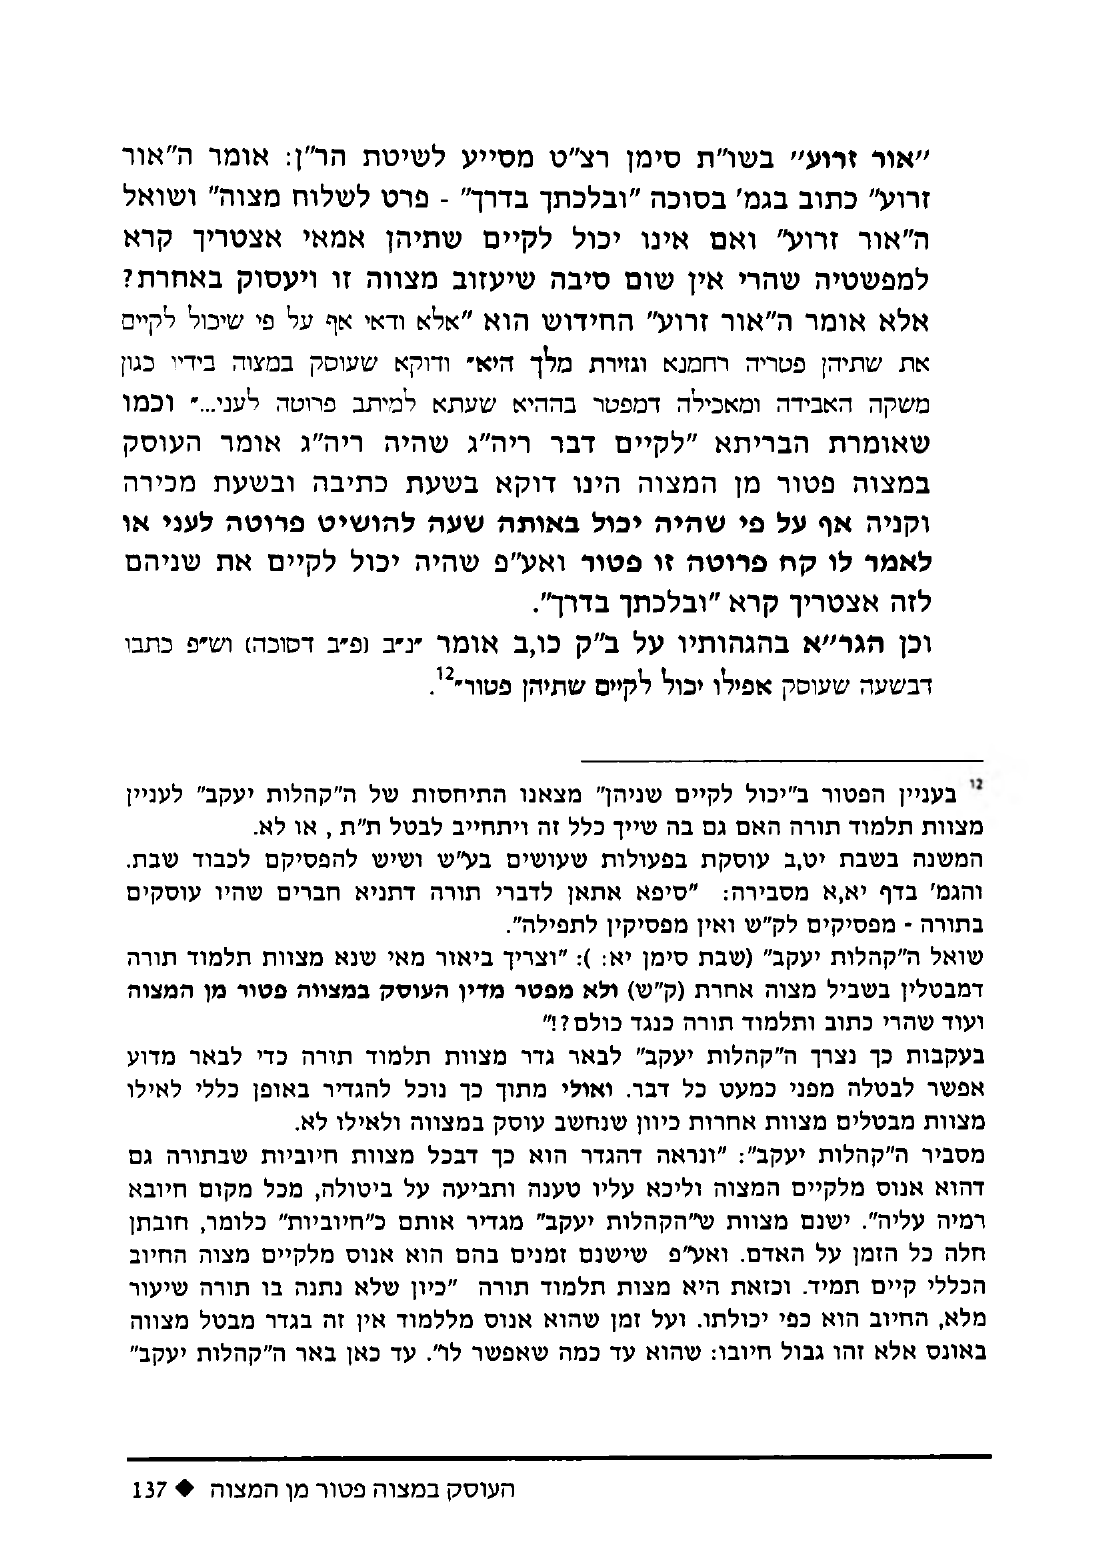 "אור זרוע" בשו"ת סימן רצ"ט מסייע לשיטת הר"ן: אומר ה"אור
זרוע" כתוב בגמ' בסוכה "ובלכתך בדרך" - פרט לשלוח מצוה" ושואל
ה"אור זרוע" ואם אינו יכול לקיים שתיהן אמאי אצטריך קרא
למפשטיה שהרי אין שום סיבה שיעזוב מצווה זו ויעסוק באחרת?
אלא אומר ה"אור זרוע" החידוש הוא "אלא ודאי אף על פי שיכול לקיים
את שתיהן פטריה רחמנא וגזירת מלך היא" ודוקא שעוסק במצוה בידיו כגון
משקה האבידה ומאכילה דמפטר בההיא שעתא למיתב פרוטה לעני..." וכמו
שאומרת הבריתא "לקיים דבר ריה"ג שהיה ריה"ג אומר העוסק
במצוה פטור מן המצוה הינו דוקא בשעת כתיבה ובשעת מכירה
וקניה אף על פי שהיה יכול באותה שעה להושיט פרוטה לעני או
לאמר לו קח פרוטה זו פטור ואע"פ שהיה יכול לקיים את שניהם
לזה אצטריך קרא "ובלכתך בדרך".
וכן הגר"א בהגהותיו על ב"ק כו,ב אומר "נ"ב (פ"ב דסוכה) וש"פ כתבו
דבשעה שעוסק אפילו יכול לקיים שתיהן פטור"12.
12 בעניין הפטור ב"יכול לקיים שניהן" מצאנו התיחסות של ה"קהלות יעקב" לעניין
מצוות תלמוד תורה האם גם בה שייך כלל זה ויתחייב לבטל ת"ת , או לא.
המשנה בשבת יט,ב עוסקת בפעולות שעושים בע"ש ושיש להפסיקם לכבוד שבת.
והגמ' בדף יא,א מסבירה: "סיפא אתאן לדברי תורה דתניא חברים שהיו עוסקים
בתורה - מפסיקים לק"ש ואין מפסיקין לתפילה".
שואל ה"קהלות יעקב" (שבת סימן יא: ): "וצריך ביאור מאי שנא מצוות תלמוד תורה
דמבטלין בשביל מצוה אחרת (ק"ש) ולא מפטר מדין העוסק במצווה פטור מן המצוה
ועוד שהרי כתוב ותלמוד תורה כנגד כולם?!"
בעקבות כך נצרך ה"קהלות יעקב" לבאר גדר מצוות תלמוד תורה כדי לבאר מדוע
אפשר לבטלה מפני כמעט כל דבר. ואולי מתוך כך נוכל להגדיר באופן כללי לאילו
מצוות מבטלים מצוות אחרות כיוון שנחשב עוסק במצווה ולאילו לא.
מסביר ה"קהלות יעקב": "ונראה דהגדר הוא כך דבכל מצוות חיוביות שבתורה גם
דהוא אנוס מלקיים המצוה וליכא עליו טענה ותביעה על ביטולה, מכל מקום חיובא
רמיה עליה". ישנם מצוות ש"הקהלות יעקב" מגדיר אותם כ"חיוביות" כלומר, חובתן
חלה כל הזמן על האדם. ואע"פ שישנם זמנים בהם הוא אנוס מלקיים מצוה החיוב
הכללי קיים תמיד. וכזאת היא מצות תלמוד תורה "כיון שלא נתנה בו תורה שיעור
מלא, החיוב הוא כפי יכולתו. ועל זמן שהוא אנוס מללמוד אין זה בגדר מבטל מצווה
באונס אלא זהו גבול חיובו: שהוא עד כמה שאפשר לו". עד כאן באר ה"קהלות יעקב"
העוסק במצוה פטור מן המצוה ◆ 137